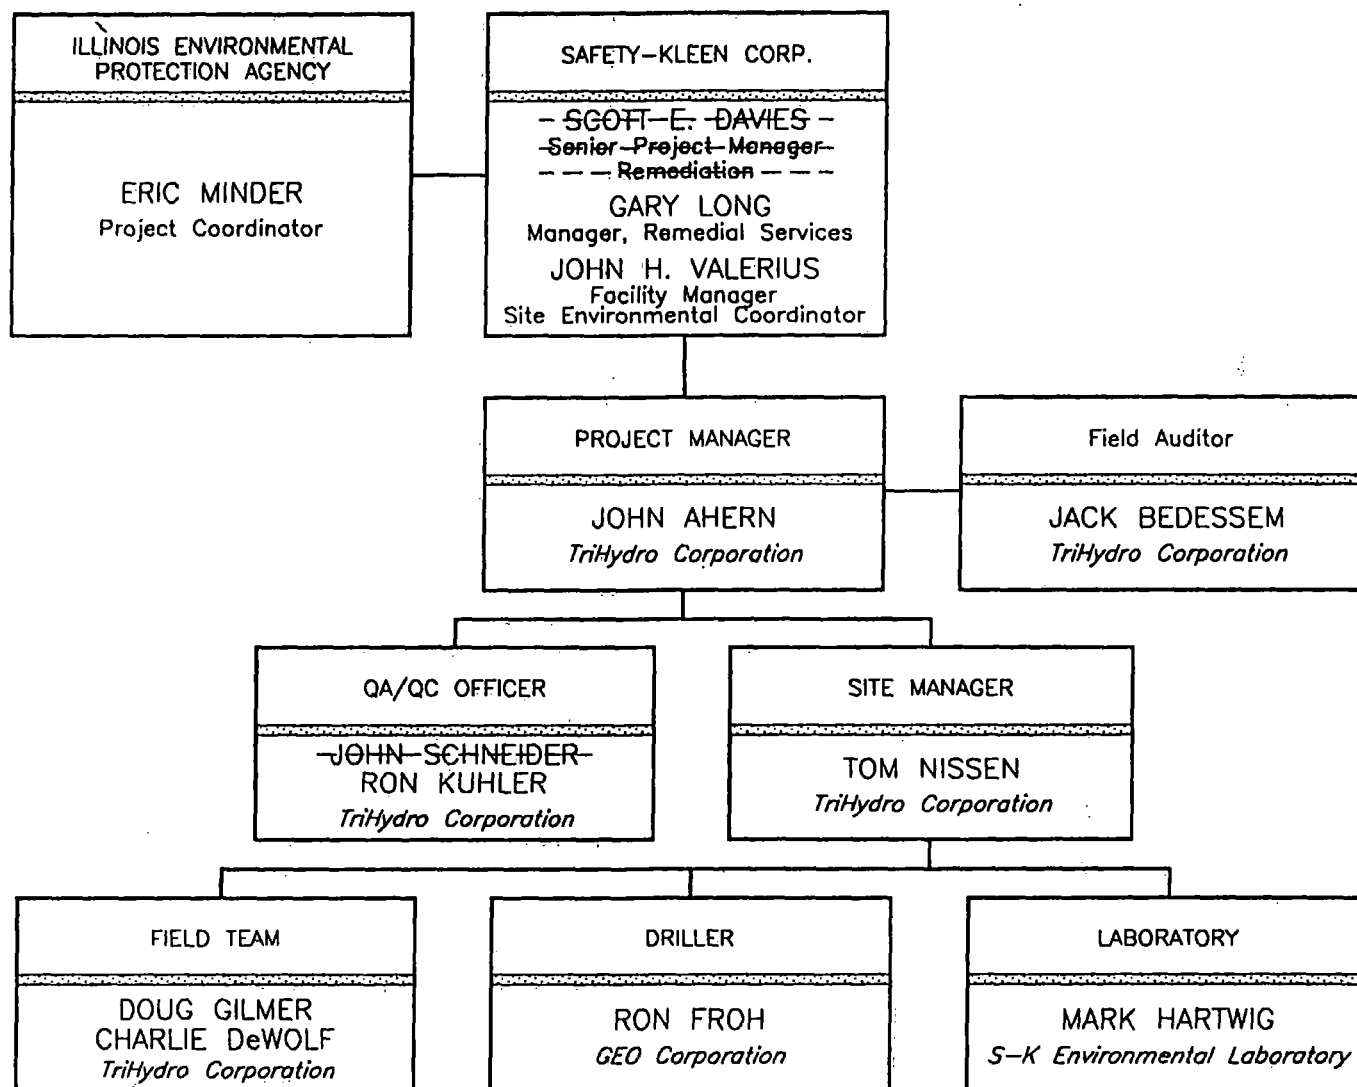 ILLINOIS ENVIRONMENTAL
PROTECTION AGENCY
ERIC MINDER
Project Coordinator
SAFETY-KLEEN CORP.
SCOTT E. DAVIES
Senior Project Manager
Remediation
GARY LONG
Manager, Remedial Services
JOHN H. VALERIUS
Facility Manager
Site Environmental Coordinator
PROJECT MANAGER
JOHN AHERN
TriHydro Corporation
Field Auditor
JACK BEDESSEM
TriHydro Corporation
QA/QC OFFICER
JOHN SCHNEIDER
RON KUHLER
TriHydro Corporation
SITE MANAGER
TOM NISSEN
TriHydro Corporation
FIELD TEAM
DOUG GILMER
CHARLIE DeWOLF
TriHydro Corporation
DRILLER
RON FROH
GEO Corporation
LABORATORY
MARK HARTWIG
S-K Environmental Laboratory